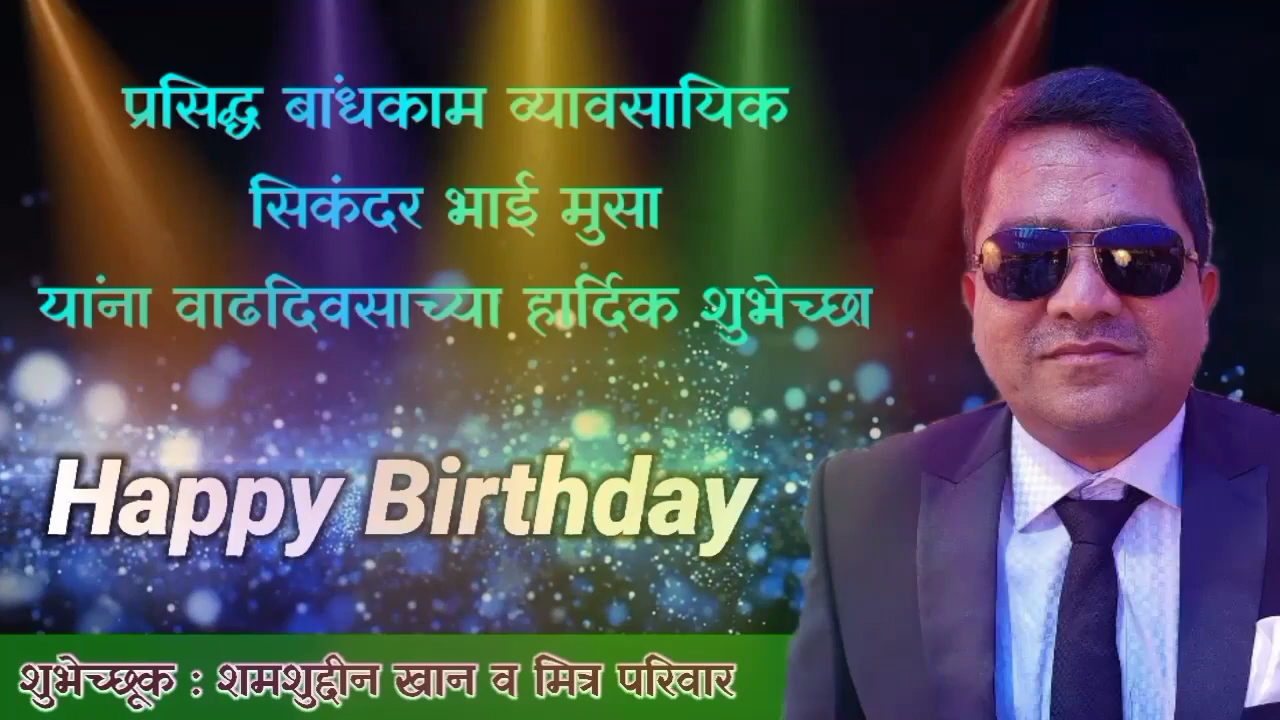 प्रसिद्ध बांधकाम व्यावसायिक
सिकंदर भाई मुसा
यांना वाढदिवसाच्या हार्दिक शुभेच्छा
Happy Birthday
शुभेच्छूक : शमशुद्दीन खान व मित्र परिवार